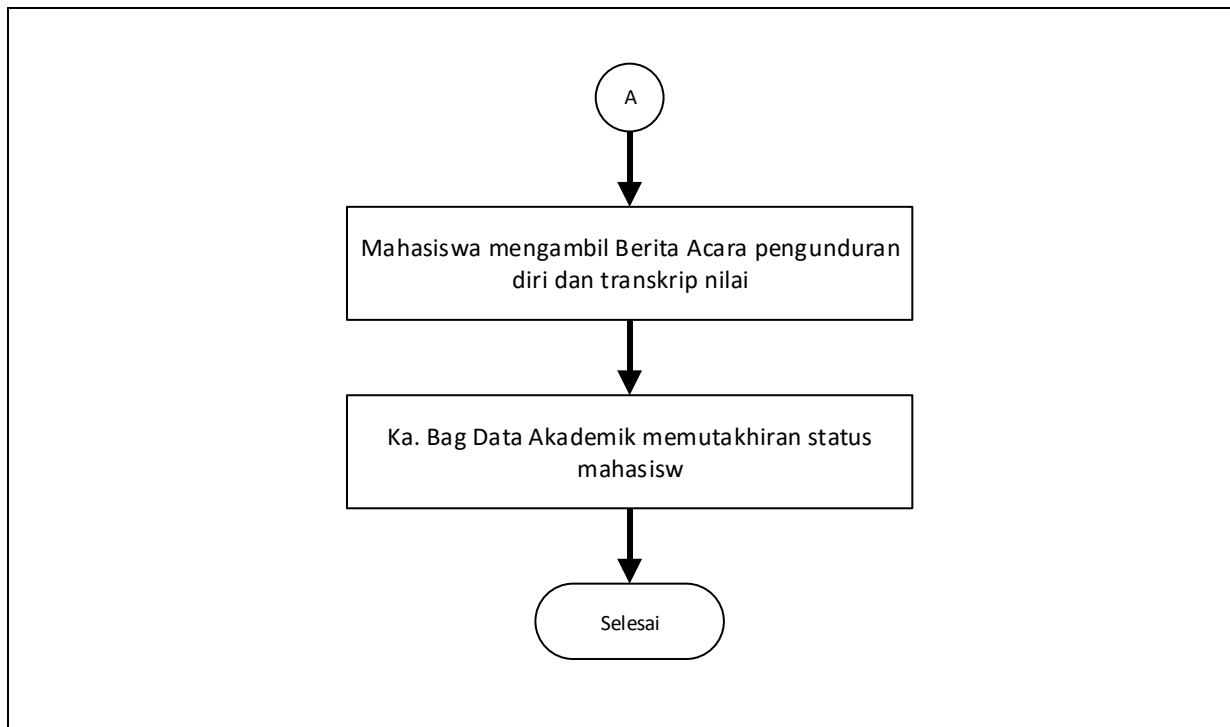 A
Mahasiswa mengambil Berita Acara pengunduran
diri dan transkrip nilai
Ka. Bag Data Akademik memutakhiran status
mahasisw
Selesai